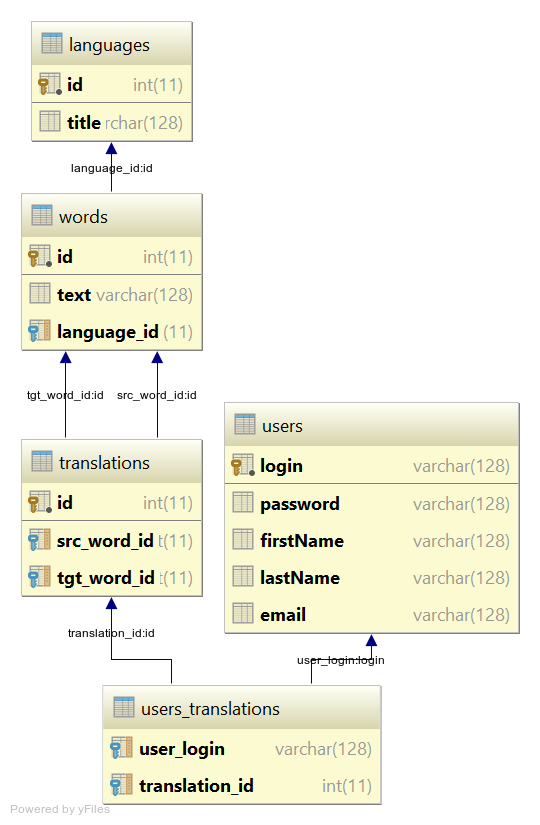 languages
id int(11)
title rchar(128)
language_id:id
words
id int(11)
text varchar(128)
language_id (11)
tgt_word_id:id src_word_id:id
translations
id int(11)
src_word_id t(11)
tgt_word_id t(11)
users
login varchar(128)
password varchar(128)
firstName varchar(128)
lastName varchar(128)
email varchar(128)
translation_id:id
user_login:login
users_translations
user_login varchar(128)
translation_id int(11)
Powered by yFiles